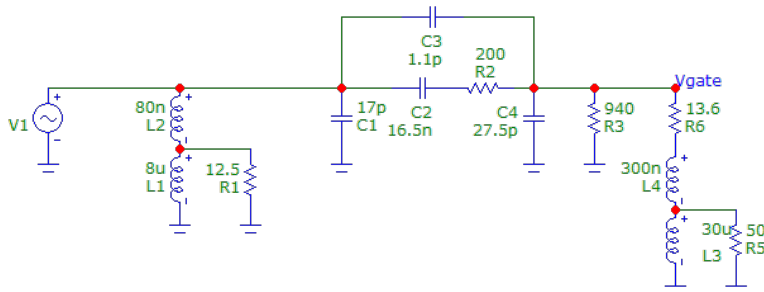 C3
1.1p
200
R2
Vgate
80n
L2
17p
C1
C2
16.5n
C4
27.5p
940
R3
13.6
R6
V1
8u
L1
12.5
R1
300n
L4
30u
L3
50
R5